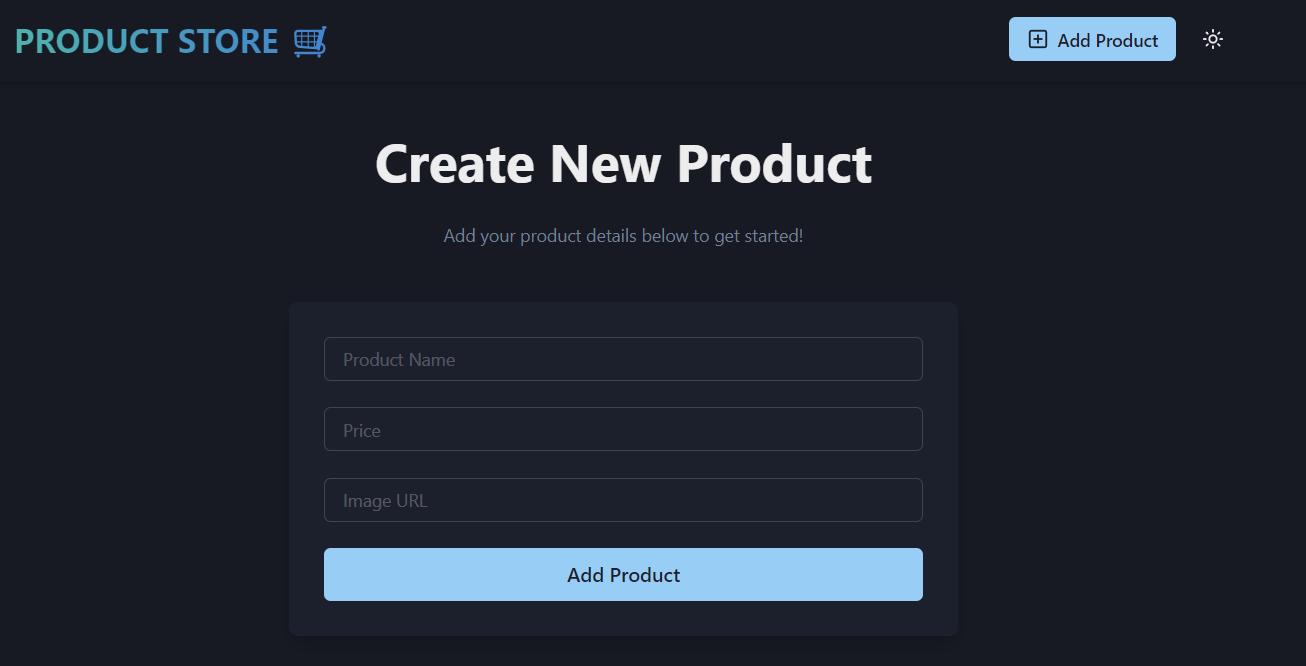 PRODUCT STORE 🛒
Add Product
Create New Product
Add your product details below to get started!
Product Name
Price
Image URL
Add Product